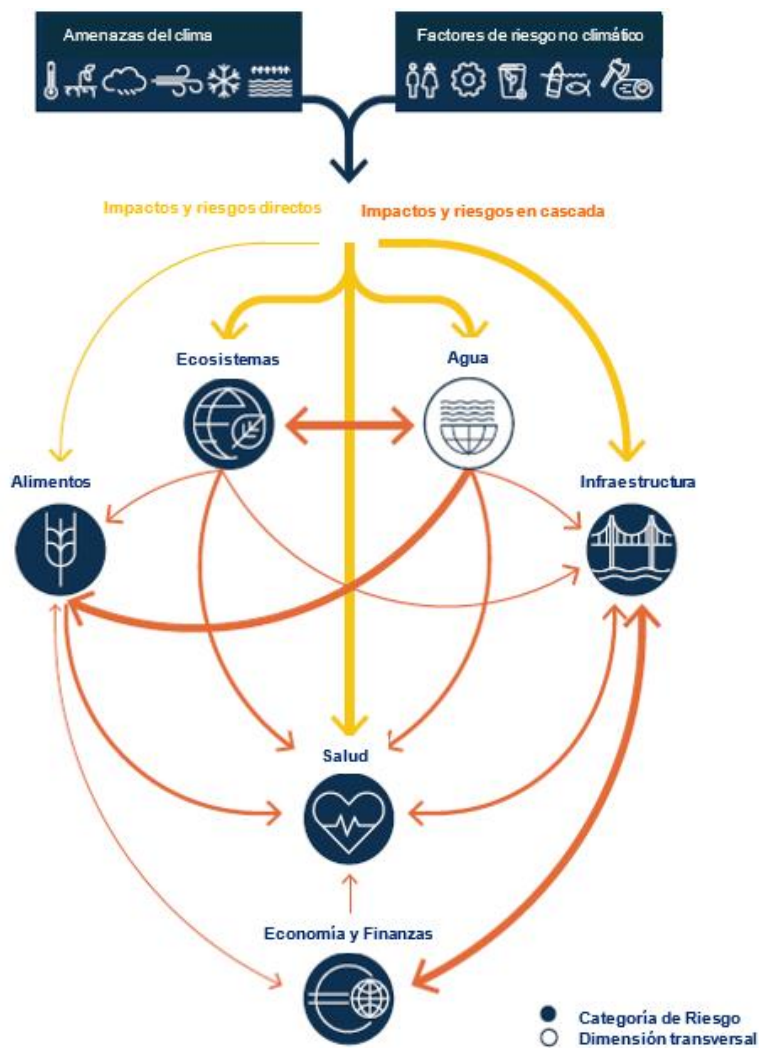 Amenazas del clima
Factores de riesgo no climático
Impactos y riesgos directos
Impactos y riesgos en cascada
Ecosistemas
Agua
Alimentos
Infraestructura
Salud
Economía y Finanzas
Categoría de Riesgo
Dimensión transversal